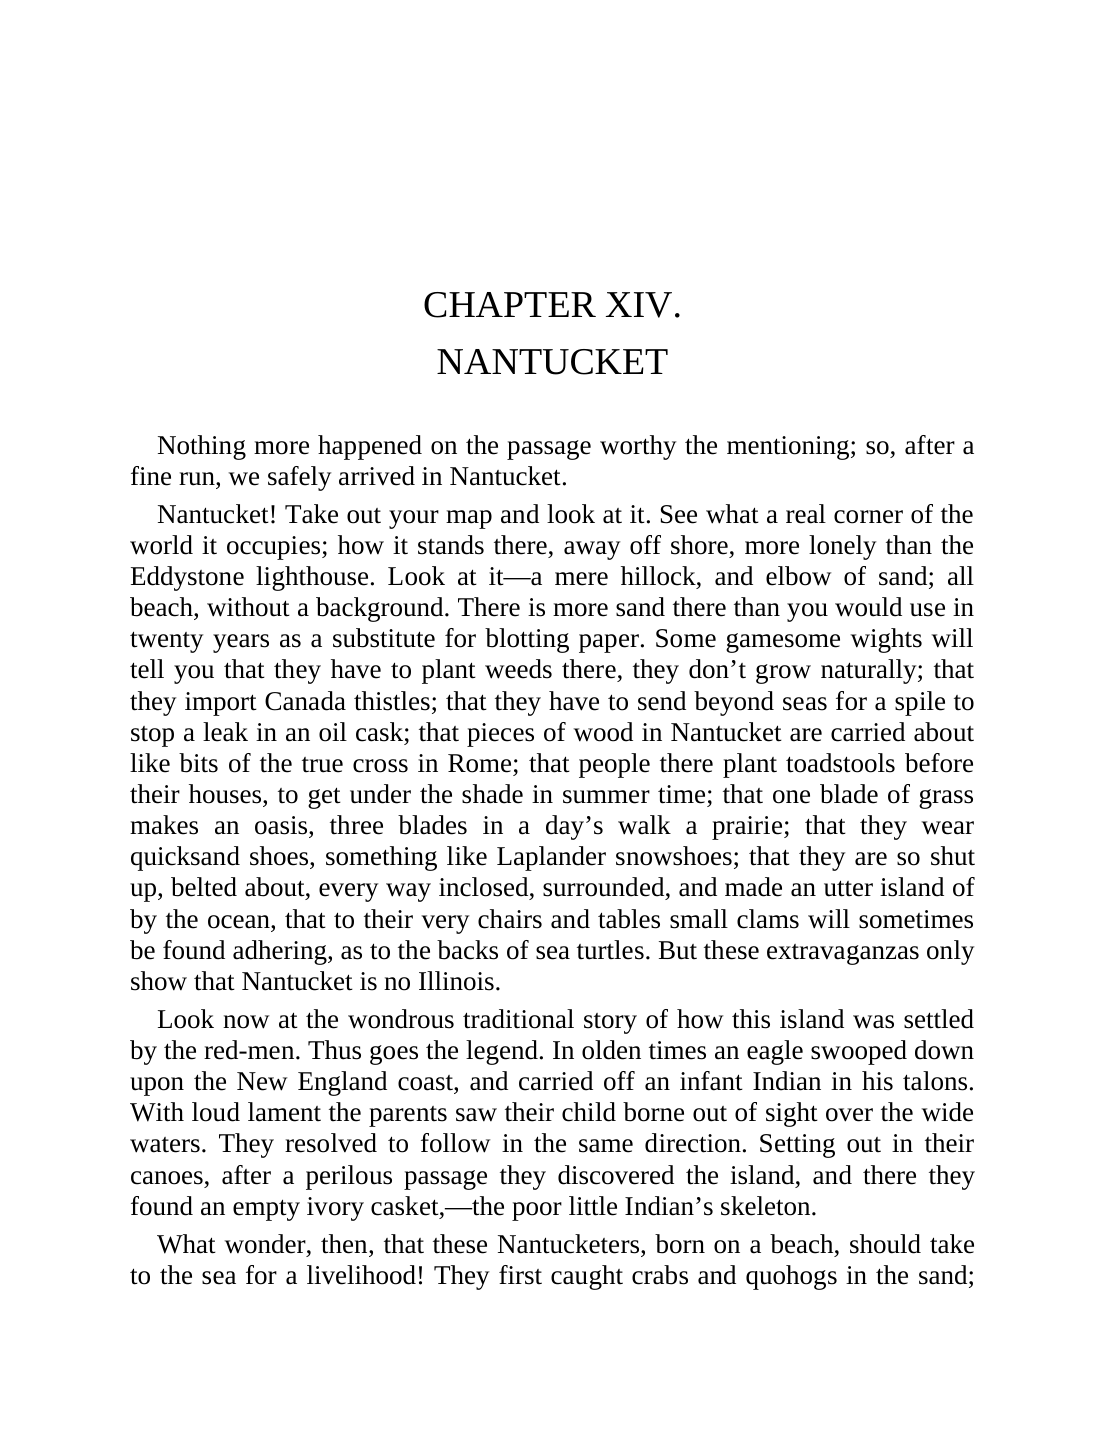 CHAPTER XIV.
NANTUCKET
Nothing more happened on the passage worthy the mentioning; so, after a
fine run, we safely arrived in Nantucket.
Nantucket! Take out your map and look at it. See what a real corner of the
world it occupies; how it stands there, away off shore, more lonely than the
Eddystone lighthouse. Look at it—a mere hillock, and elbow of sand; all
beach, without a background. There is more sand there than you would use in
twenty years as a substitute for blotting paper. Some gamesome wights will
tell you that they have to plant weeds there, they don’t grow naturally; that
they import Canada thistles; that they have to send beyond seas for a spile to
stop a leak in an oil cask; that pieces of wood in Nantucket are carried about
like bits of the true cross in Rome; that people there plant toadstools before
their houses, to get under the shade in summer time; that one blade of grass
makes an oasis, three blades in a day’s walk a prairie; that they wear
quicksand shoes, something like Laplander snowshoes; that they are so shut
up, belted about, every way inclosed, surrounded, and made an utter island of
by the ocean, that to their very chairs and tables small clams will sometimes
be found adhering, as to the backs of sea turtles. But these extravaganzas only
show that Nantucket is no Illinois.
Look now at the wondrous traditional story of how this island was settled
by the red-men. Thus goes the legend. In olden times an eagle swooped down
upon the New England coast, and carried off an infant Indian in his talons.
With loud lament the parents saw their child borne out of sight over the wide
waters. They resolved to follow in the same direction. Setting out in their
canoes, after a perilous passage they discovered the island, and there they
found an empty ivory casket,—the poor little Indian’s skeleton.
What wonder, then, that these Nantucketers, born on a beach, should take
to the sea for a livelihood! They first caught crabs and quohogs in the sand;